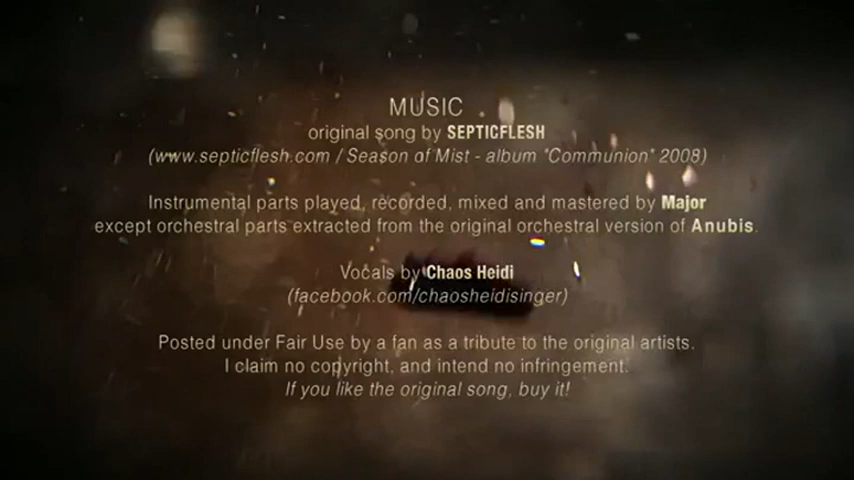 MUSIC
original song by SEPTICFLESH
(www.septicflesh.com / Season of Mist - album "Communion" 2008)
Instrumental parts played, recorded, mixed and mastered by Major
except orchestral parts extracted from the original orchestral version of Anubis.
Vocals by Chaos Heidi
(facebook.com/chaosheidisinger)
Posted under Fair Use by a fan as a tribute to the original artists.
I claim no copyright, and intend no infringement.
If you like the original song, buy it!